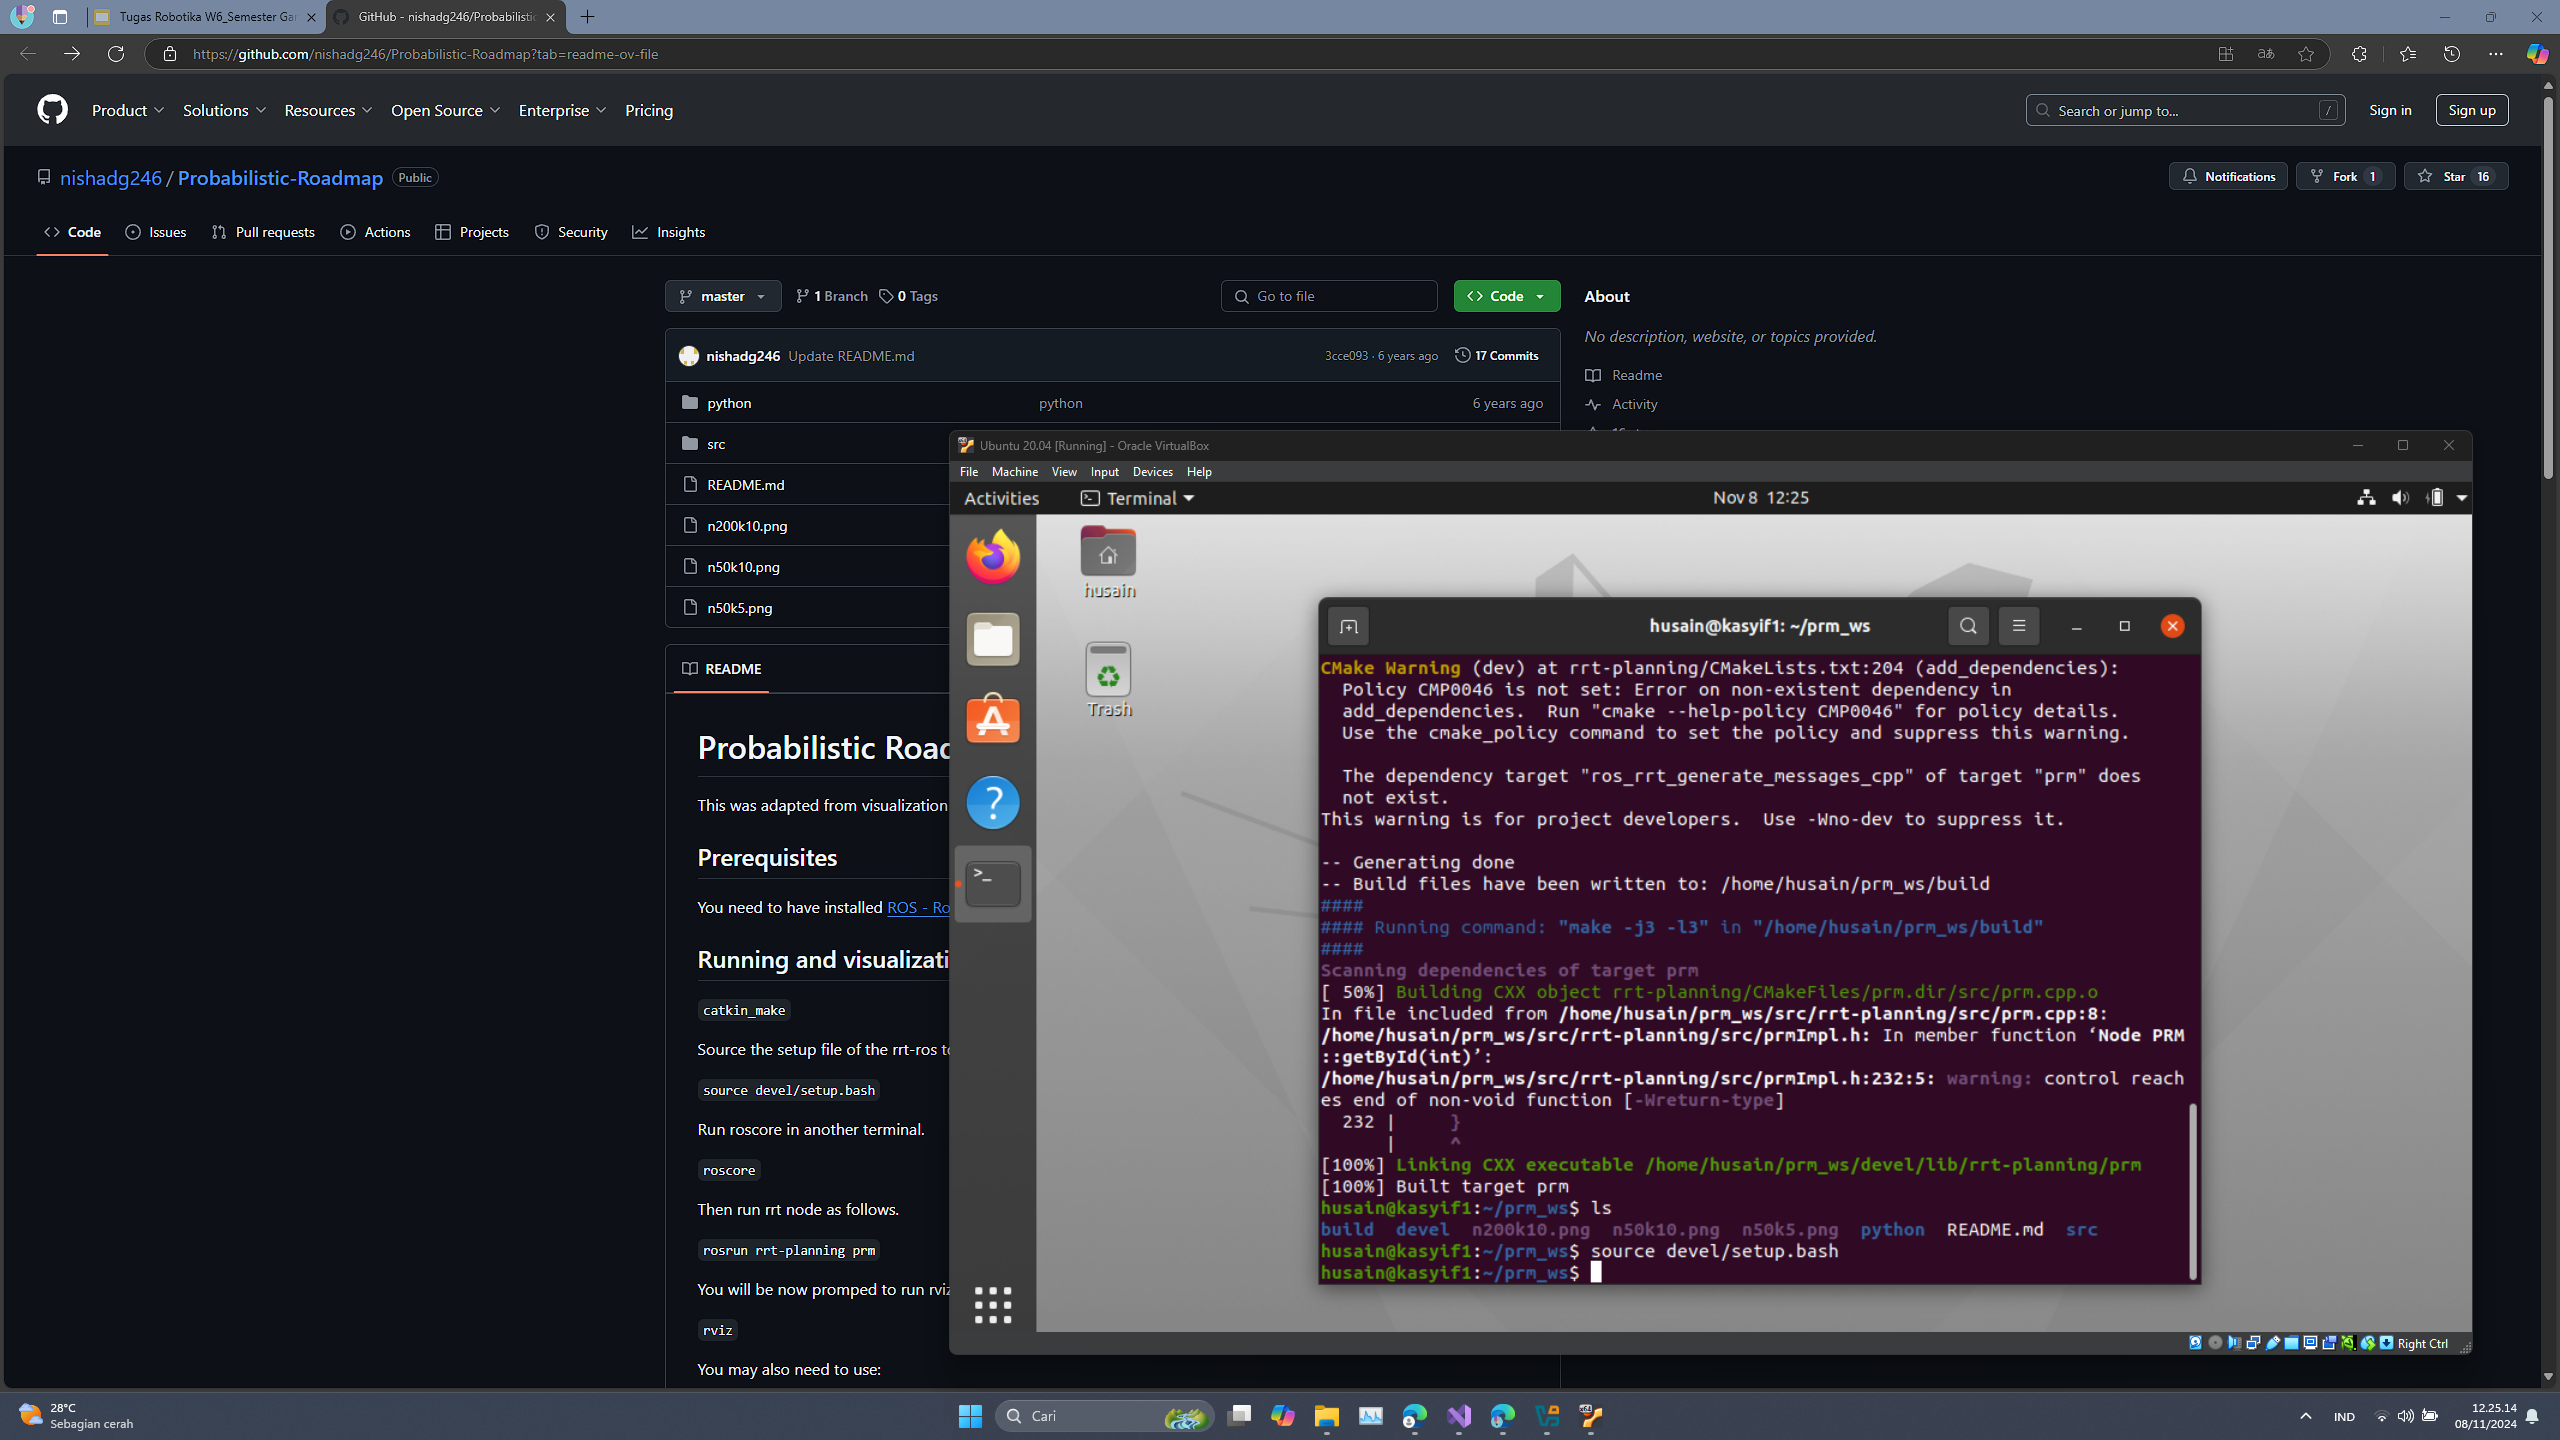 Tugas Robotika W6_Semester Gan
GitHub - nishadg246/Probabilistic
https://github.com/nishadg246/Probabilistic-Roadmap?tab=readme-ov-file
Product
Solutions
Resources
Open Source
Enterprise
Pricing
Search or jump to...
/
Sign in
Sign up
nishadg246 / Probabilistic-Roadmap
Public
Notifications
Fork 1
Star 16
Code
Issues
Pull requests
Actions
Projects
Security
Insights
master
1 Branch
0 Tags
Go to file
Code
About
nishadg246 Update README.md
3cce093 · 6 years ago
17 Commits
No description, website, or topics provided.
python
python
6 years ago
Readme
Activity
src
README.md
n200k10.png
n50k10.png
n50k5.png
README
Probabilistic Road
This was adapted from visualization
Prerequisites
You need to have installed ROS - Ro
Running and visualizati
catkin_make
Source the setup file of the rrt-ros to
source devel/setup.bash
Run roscore in another terminal.
roscore
Then run rrt node as follows.
rosrun rrt-planning prm
You will be now promped to run rviz
rviz
You may also need to use:
Ubuntu 20.04 [Running] - Oracle VirtualBox
File Machine View Input Devices Help
Activities
Terminal
Nov 8 12:25
husain
Trash
husain@kasyif1: ~/prm_ws
CMake Warning (dev) at rrt-planning/CMakeLists.txt:204 (add_dependencies):
Policy CMP0046 is not set: Error on non-existent dependency in
add_dependencies. Run "cmake --help-policy CMP0046" for policy details.
Use the cmake_policy command to set the policy and suppress this warning.
The dependency target "ros_rrt_generate_messages_cpp" of target "prm" does
not exist.
This warning is for project developers. Use -Wno-dev to suppress it.
-- Generating done
-- Build files have been written to: /home/husain/prm_ws/build
####
#### Running command: "make -j3 -l3" in "/home/husain/prm_ws/build"
####
Scanning dependencies of target prm
[ 50%] Building CXX object rrt-planning/CMakeFiles/prm.dir/src/prm.cpp.o
In file included from /home/husain/prm_ws/src/rrt-planning/src/prm.cpp:8:
/home/husain/prm_ws/src/rrt-planning/src/prmImpl.h: In member function ‘Node PRM
::getById(int)’:
/home/husain/prm_ws/src/rrt-planning/src/prmImpl.h:232:5: warning: control reach
es end of non-void function [-Wreturn-type]
232 | }
| ^
[100%] Linking CXX executable /home/husain/prm_ws/devel/lib/rrt-planning/prm
[100%] Built target prm
husain@kasyif1:~/prm_ws$ ls
build devel n200k10.png n50k10.png n50k5.png python README.md src
husain@kasyif1:~/prm_ws$ source devel/setup.bash
husain@kasyif1:~/prm_ws$
Right Ctrl
28°C
Sebagian cerah
Cari
IND
12.25.14
08/11/2024